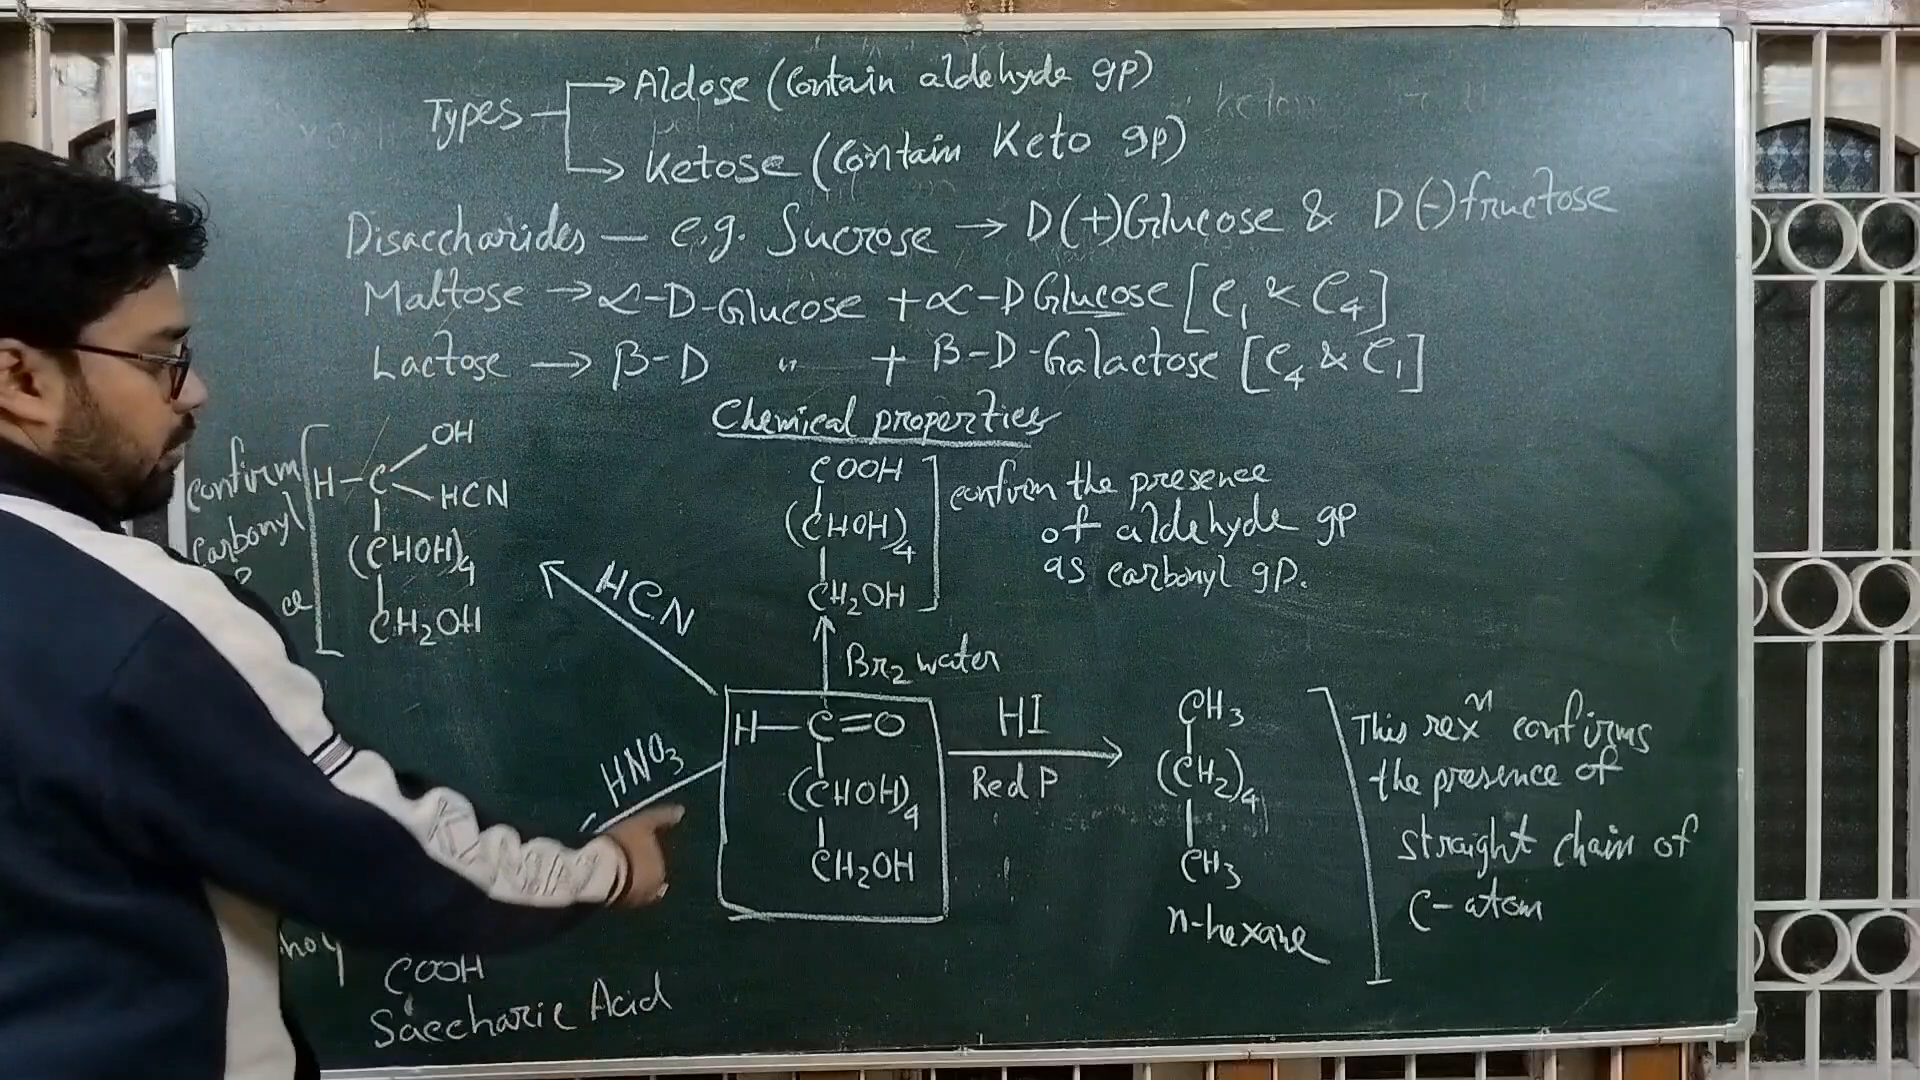 Types
Aldose (Contain aldehyde gp)
Ketose (Contain Keto gp)
Disaccharides – e.g. Sucrose → D(+)Glucose & D(-)fructose
Maltose → α-D-Glucose + α-D Glucose [C1 & C4]
Lactose → β-D " + β-D-Galactose [C4 & C1]
Chemical properties
confirm
carbonyl
OH
H–C
HCN
(CHOH)4
CH2OH
HCN
COOH
(CHOH)4
CH2OH
confirm the presence
of aldehyde gp
as carbonyl gp.
Br2 water
H–C=O
(CHOH)4
CH2OH
HNO3
HI
Red P
CH3
(CH2)4
CH3
n-hexane
This rexn confirms
the presence of
straight chain of
C-atom
COOH
Saccharic Acid